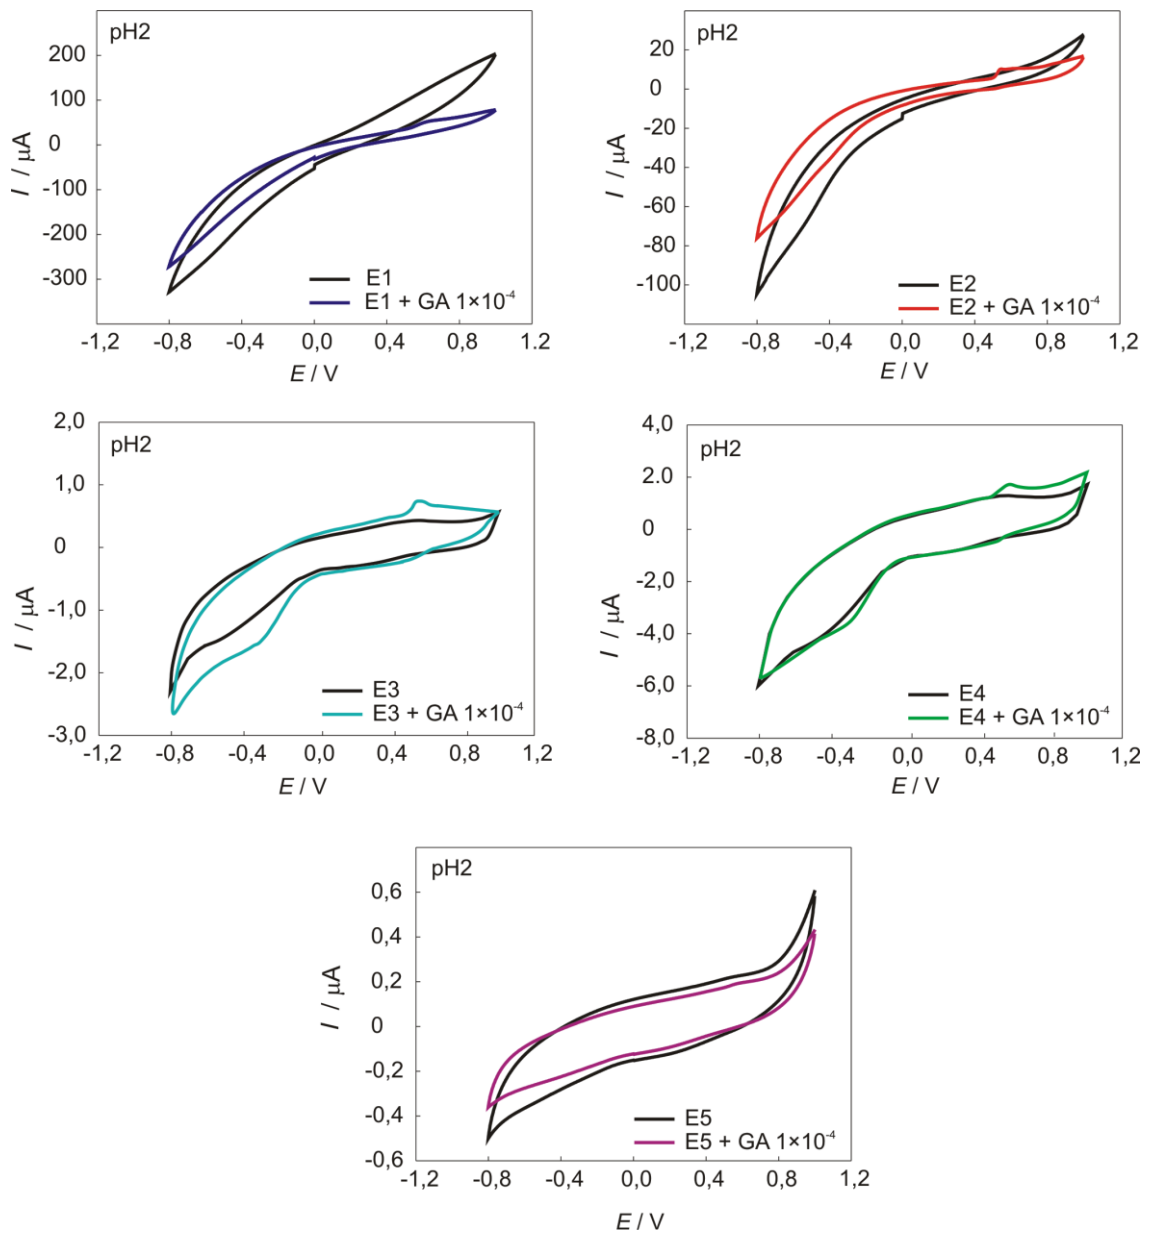 pH2
200
100
0
-100
-200
-300
I / µA
E1
E1 + GA 1×10⁻⁴
-1,2 -0,8 -0,4 0,0 0,4 0,8 1,2
E / V
pH2
20
0
-20
-40
-60
-80
-100
I / µA
E2
E2 + GA 1×10⁻⁴
-1,2 -0,8 -0,4 0,0 0,4 0,8 1,2
E / V
2,0
pH2
1,0
0
-1,0
-2,0
-3,0
I / µA
E3
E3 + GA 1×10⁻⁴
-1,2 -0,8 -0,4 0,0 0,4 0,8 1,2
E / V
4,0
pH2
2.0
0
-2,0
-4,0
-6,0
-8,0
I / µA
E4
E4 + GA 1×10⁻⁴
-1,2 -0,8 -0,4 0,0 0,4 0,8 1,2
E / V
pH2
0,6
0,4
0,2
0
-0,2
-0,4
-0,6
I / µA
E5
E5 + GA 1×10⁻⁴
-1,2 -0,8 -0,4 0,0 0,4 0,8 1,2
E / V